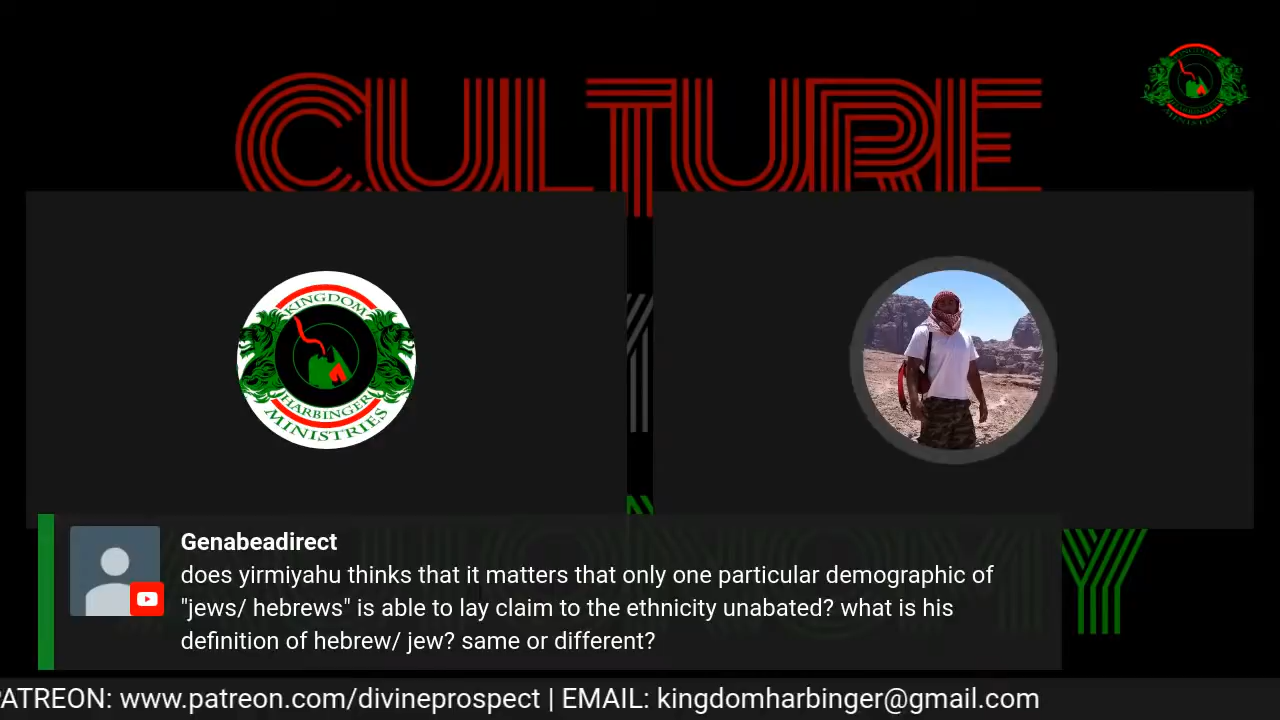 CULTURE
KINGDOM
HARBINGER
MINISTRIES
Y
Genabeadirect
does yirmiyahu thinks that it matters that only one particular demographic of
"jews/ hebrews" is able to lay claim to the ethnicity unabated? what is his
definition of hebrew/ jew? same or different?
PATREON: www.patreon.com/divineprospect | EMAIL: kingdomharbinger@gmail.com